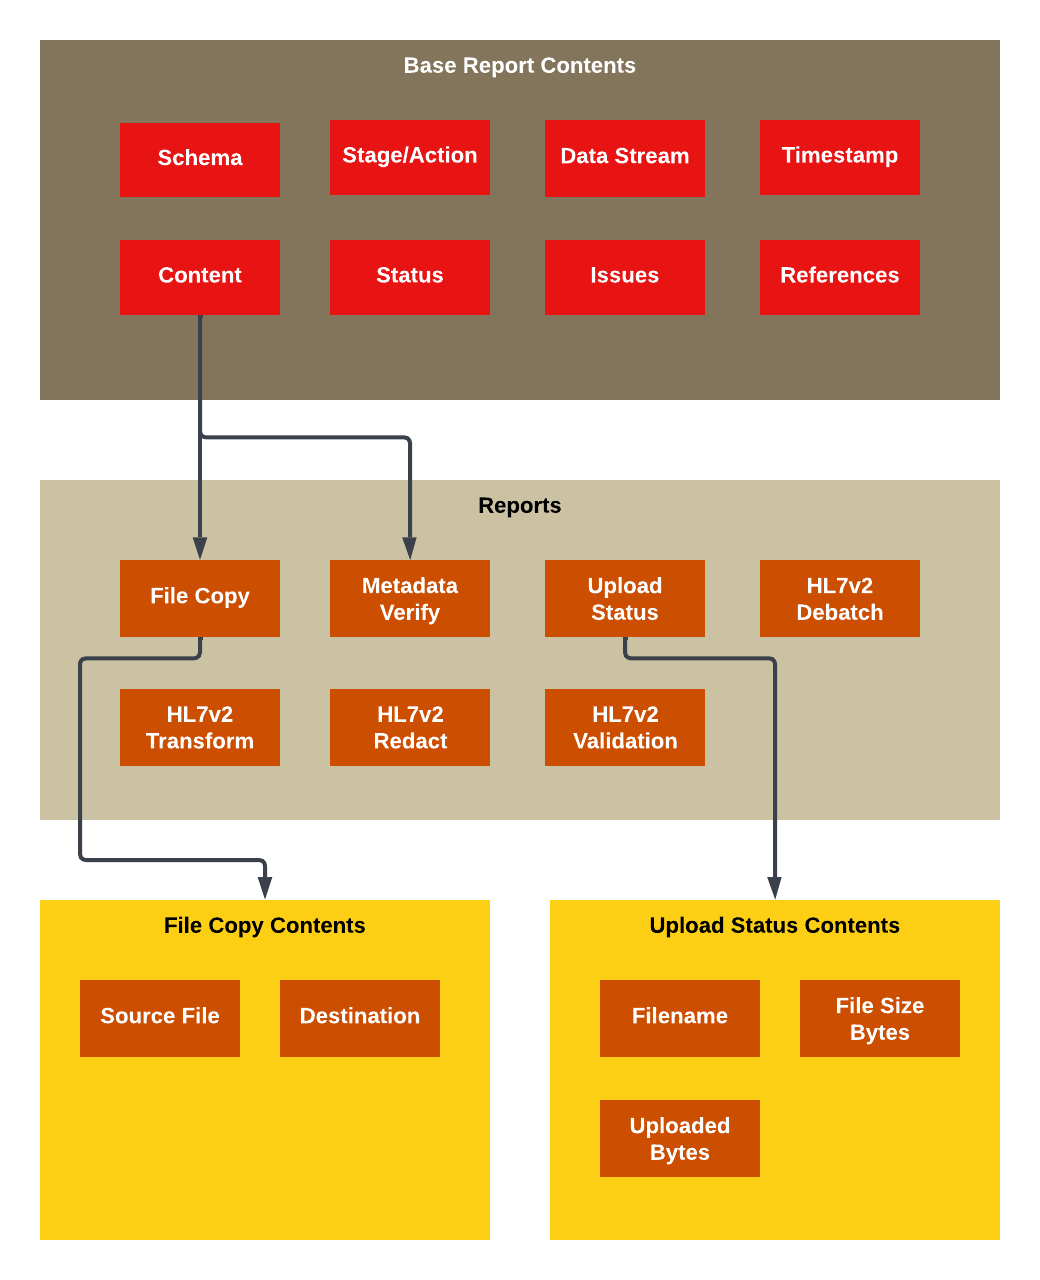 Base Report Contents
Schema
Stage/Action
Data Stream
Timestamp
Content
Status
Issues
References
Reports
File Copy
Metadata
Verify
Upload
Status
HL7v2
Debatch
HL7v2
Transform
HL7v2
Redact
HL7v2
Validation
File Copy Contents
Source File
Destination
Upload Status Contents
Filename
File Size
Bytes
Uploaded
Bytes